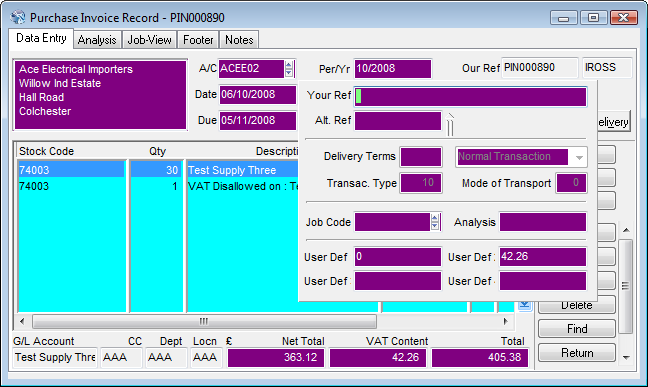 Purchase Invoice Record - PIN000890
Data Entry Analysis Job-View Footer Notes
Ace Electrical Importers
Willow Ind Estate
Hall Road
Colchester
A/C ACEE02 Per/Yr 10/2008 Our Ref PIN000890 IROSS
Date 06/10/2008
Due 05/11/2008
Your Ref
Alt. Ref
elivery
Delivery Terms Normal Transaction
Transac. Type 10 Mode of Transport 0
Job Code Analysis
User Def 0 User Def 42.26
User Def User Def
Stock Code Qty Descripti
74003 30 Test Supply Three
74003 1 VAT Disallowed on : Te
Delete
Find
Return
G/L Account CC Dept Locn £ Net Total VAT Content Total
Test Supply Thre AAA AAA AAA 363.12 42.26 405.38